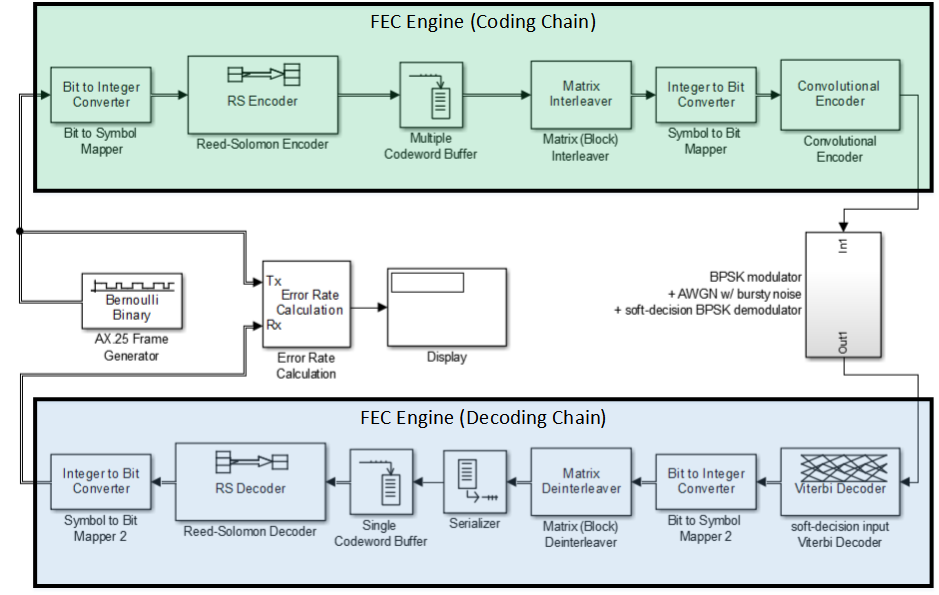 FEC Engine (Coding Chain)
Bit to Integer
Converter
Bit to Symbol
Mapper
RS Encoder
Reed-Solomon Encoder
Multiple
Codeword Buffer
Matrix
Interleaver
Matrix (Block)
Interleaver
Integer to Bit
Converter
Symbol to Bit
Mapper
Convolutional
Encoder
Convolutional
Encoder
Bernoulli
Binary
AX.25 Frame
Generator
Tx
Error Rate
Calculation
Rx
Error Rate
Calculation
Display
BPSK modulator
+ AWGN w/ bursty noise
+ soft-decision BPSK demodulator
In1
Out1
FEC Engine (Decoding Chain)
Integer to Bit
Converter
Symbol to Bit
Mapper 2
RS Decoder
Reed-Solomon Decoder
Single
Codeword Buffer
Serializer
Matrix
Deinterleaver
Matrix (Block)
Deinterleaver
Bit to Integer
Converter
Bit to Symbol
Mapper 2
Viterbi Decoder
soft-decision input
Viterbi Decoder